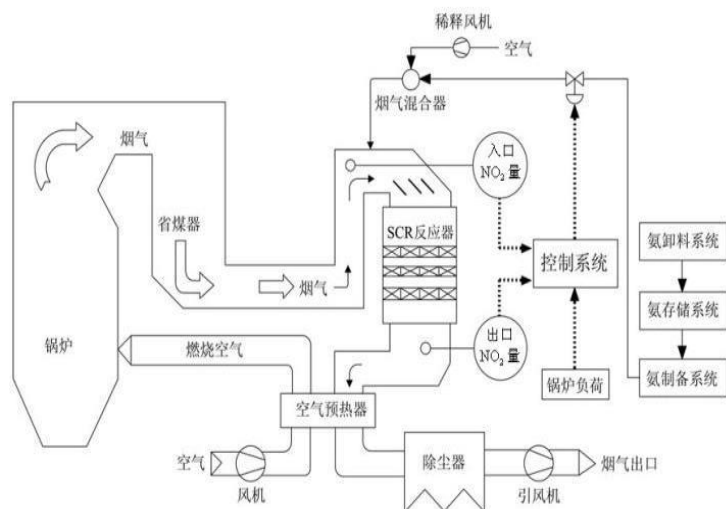 稀释风机
空气
烟气混合器
烟气
入口
NO₂量
省煤器
SCR反应器
氨卸料系统
控制系统
烟气
氨存储系统
锅炉
燃烧空气
出口
NO₂量
锅炉负荷
氨制备系统
空气预热器
空气
风机
除尘器
引风机
烟气出口